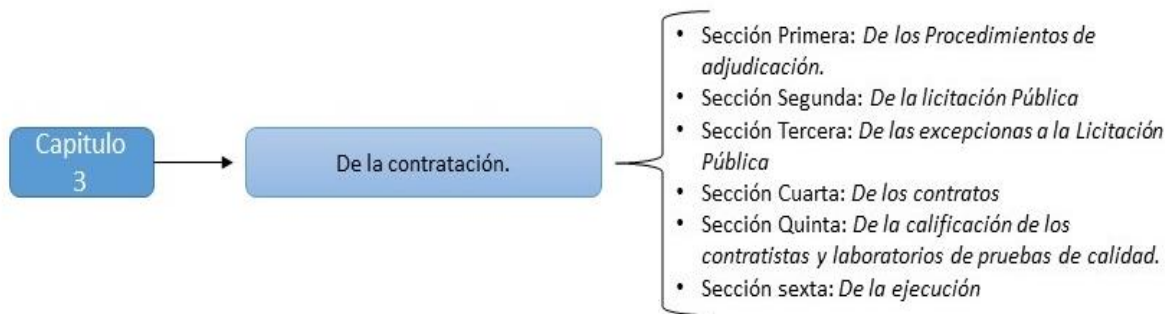 Capitulo
3
De la contratación.
• Sección Primera: De los Procedimientos de
adjudicación.
• Sección Segunda: De la licitación Pública
• Sección Tercera: De las excepcionas a la Licitación
Pública
• Sección Cuarta: De los contratos
• Sección Quinta: De la calificación de los
contratistas y laboratorios de pruebas de calidad.
• Sección sexta: De la ejecución